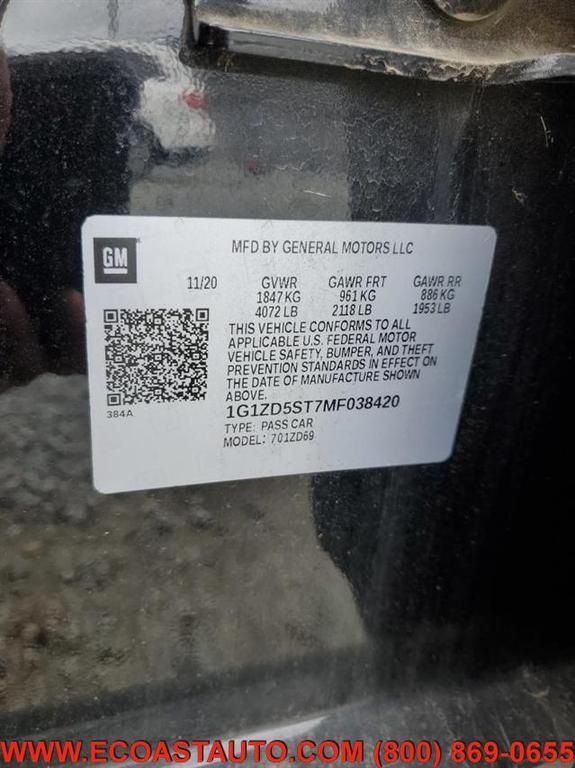 GM
MFD BY GENERAL MOTORS LLC
11/20 GVWR GAWR FRT GAWR RR
1847 KG 961 KG 886 KG
4072 LB 2118 LB 1953 LB
THIS VEHICLE CONFORMS TO ALL
APPLICABLE U.S. FEDERAL MOTOR
VEHICLE SAFETY, BUMPER, AND THEFT
PREVENTION STANDARDS IN EFFECT ON
THE DATE OF MANUFACTURE SHOWN
ABOVE.
384A
1G1ZD5ST7MF038420
TYPE: PASS CAR
MODEL: 701ZD69
WWW.ECOASTAUTO.COM (800) 869-0655